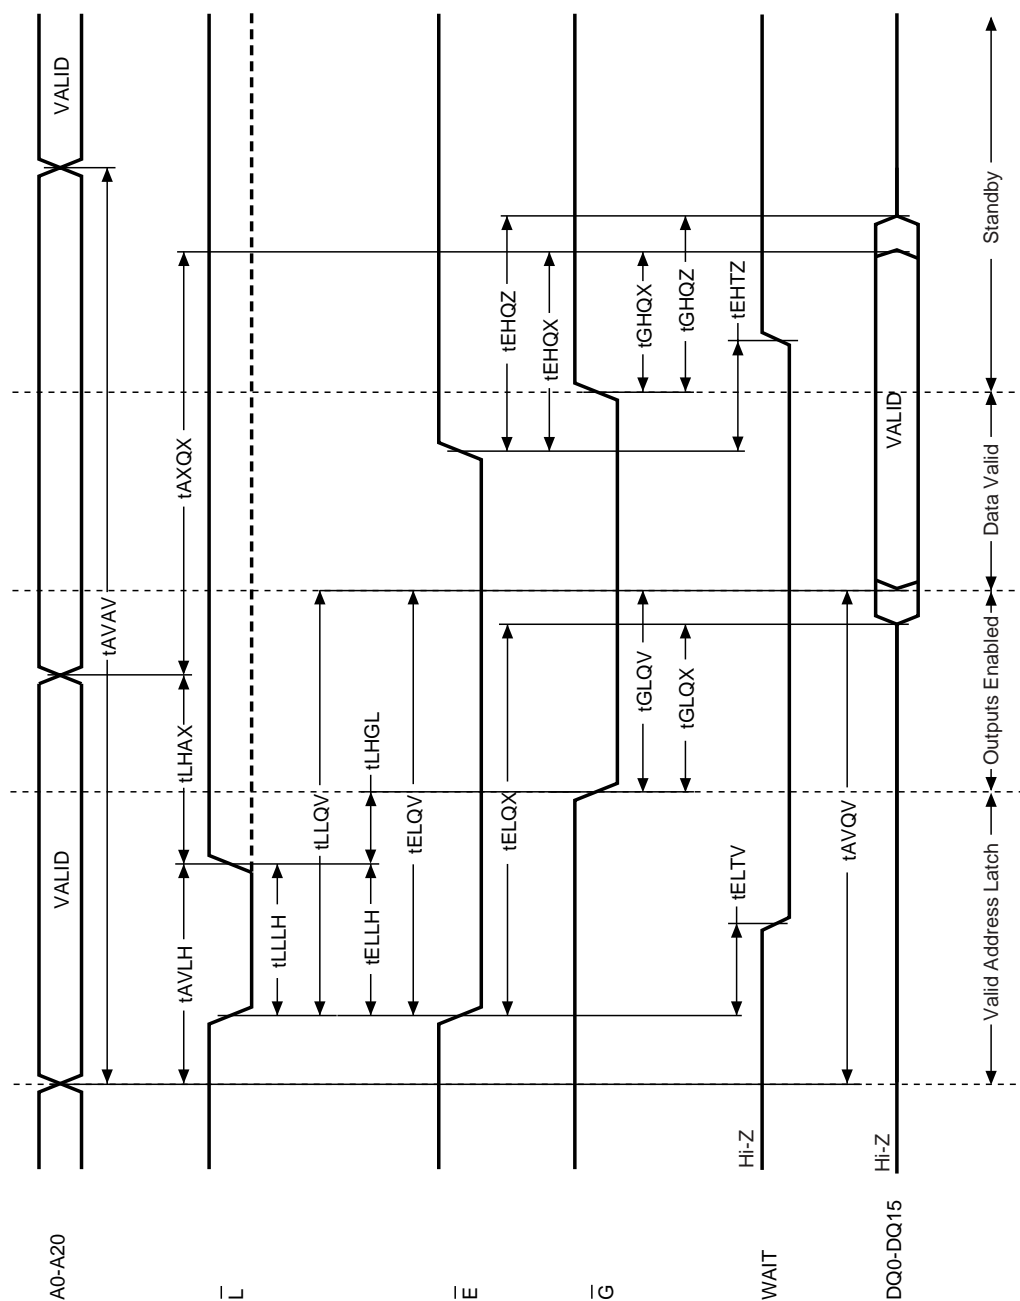 A0-A20
VALID
VALID
tAVAV
tAVLH
tLHAX
tAXQX
L
tLLLH
tLLQV
tELLH
tLHGL
tELQV
E
tELQX
tEHQZ
tEHQX
G
tGLQV
tGHQX
tGLQX
tGHQZ
WAIT
Hi-Z
tELTV
tEHTZ
tAVQV
DQ0-DQ15
Hi-Z
VALID
Valid Address Latch
Outputs Enabled
Data Valid
Standby